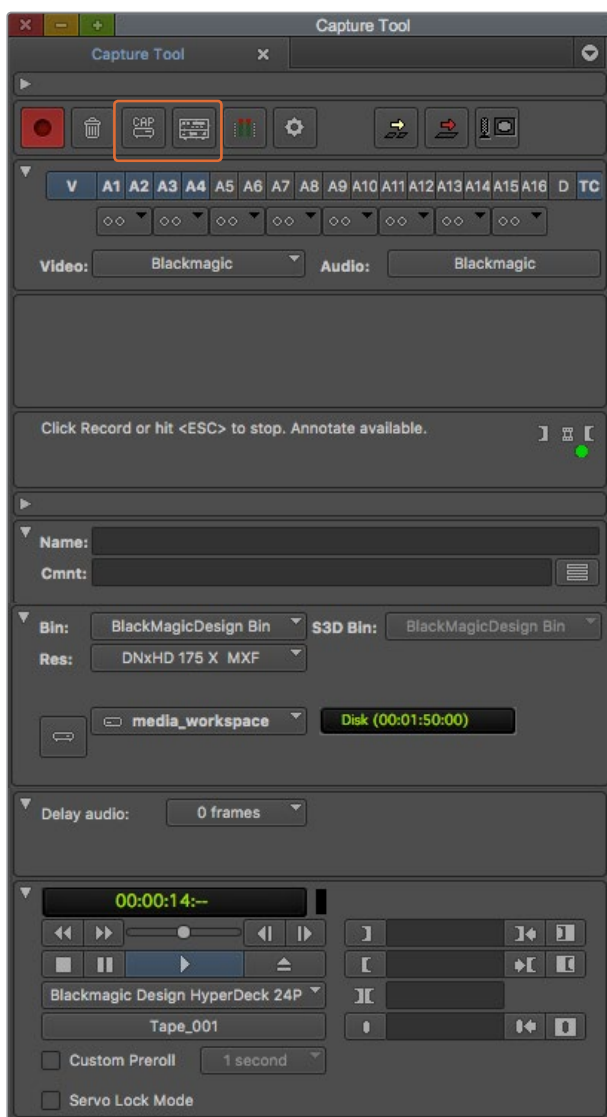 Capture Tool
Capture Tool
CAP
V A1 A2 A3 A4 A5 A6 A7 A8 A9 A10 A11 A12 A13 A14 A15 A16 D TC
Video: Blackmagic Audio: Blackmagic
Click Record or hit <ESC> to stop. Annotate available.
Name:
Cmnt:
Bin: BlackMagicDesign Bin S3D Bin: BlackMagicDesign Bin
Res: DNxHD 175 X MXF
media_workspace Disk (00:01:50:00)
Delay audio: 0 frames
00:00:14:--
Blackmagic Design HyperDeck 24P
Tape_001
Custom Preroll 1 second
Servo Lock Mode